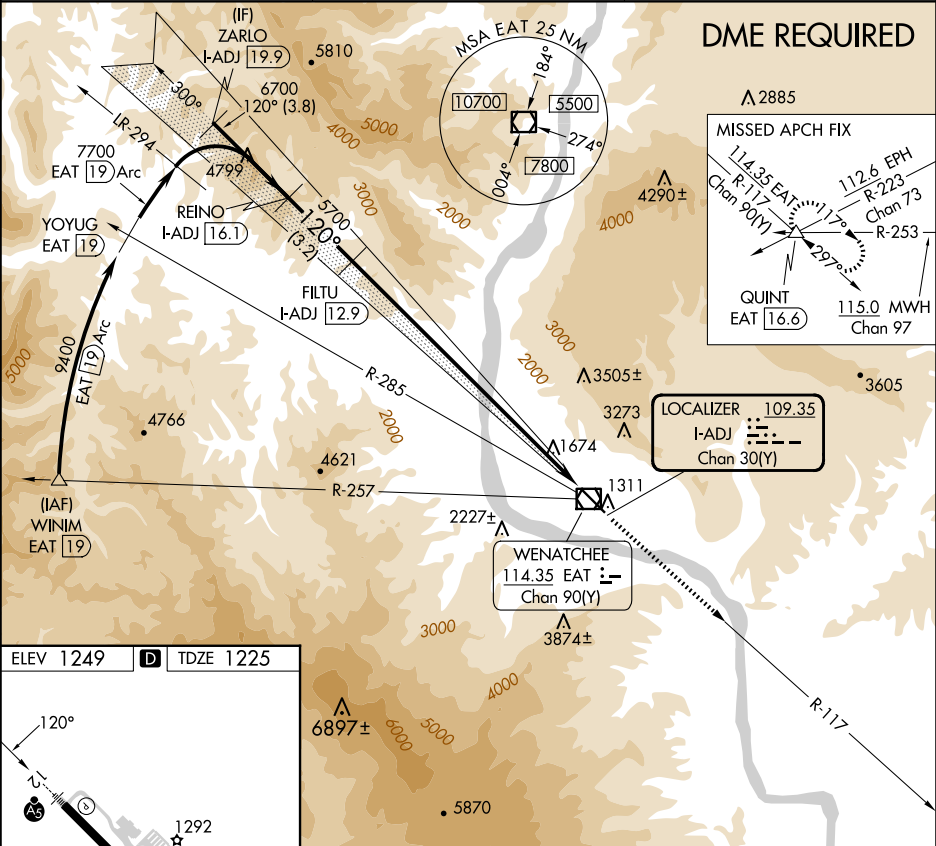 DME REQUIRED
(IF)
ZARLO
I-ADJ 19.9
5810
6700
120° (3.8)
300°
LR-294
7700
EAT 19 Arc
4799
4000
5000
3000
2000
YOYUG
EAT 19
REINO
I-ADJ 16.1
5700
120°
(3.2)
FILTU
I-ADJ 12.9
9400
EAT 19 Arc
5000
R-285
MSA EAT 25 NM
184°
10700
5500
274°
004°
7800
2885
4290±
4000
MISSED APCH FIX
114.35 EAT
R-117
Chan 90(Y)
112.6 EPH
R-223
Chan 73
117°
R-253
297°
QUINT
EAT 16.6
115.0 MWH
Chan 97
3000
2000
3505±
3605
3273
4766
2000
4621
1674
LOCALIZER 109.35
I-ADJ
Chan 30(Y)
R-257
(IAF)
WINIM
EAT 19
1311
2227±
WENATCHEE
114.35 EAT
Chan 90(Y)
3000
3874±
4000
6897±
6000
5000
5870
R-117
ELEV 1249
D
TDZE 1225
120°
12
A5
P
1292